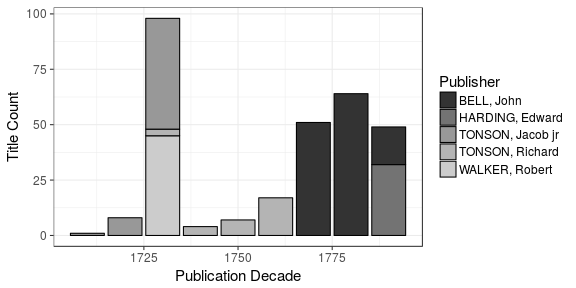 100
75
50
25
0
Title Count
1725
1750
1775
Publication Decade
Publisher
BELL, John
HARDING, Edward
TONSON, Jacob jr
TONSON, Richard
WALKER, Robert